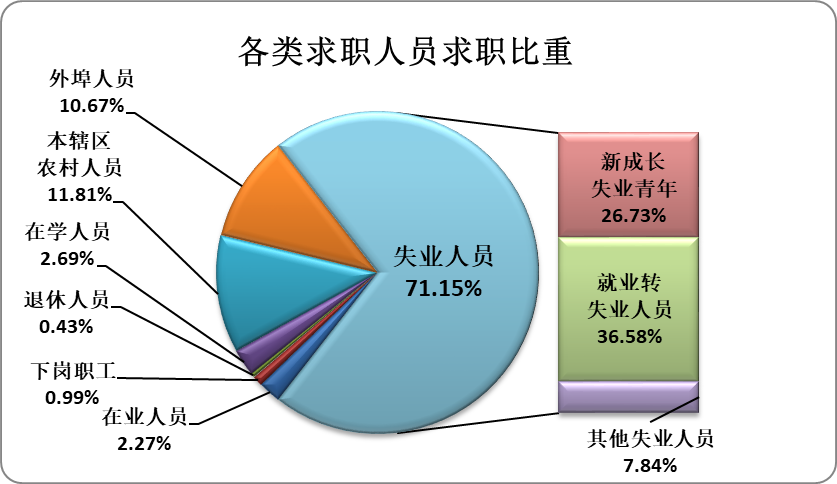 各类求职人员求职比重
外埠人员
10.67%
本辖区
农村人员
11.81%
在学人员
2.69%
退休人员
0.43%
下岗职工
0.99%
在业人员
2.27%
失业人员
71.15%
新成长
失业青年
26.73%
就业转
失业人员
36.58%
其他失业人员
7.84%